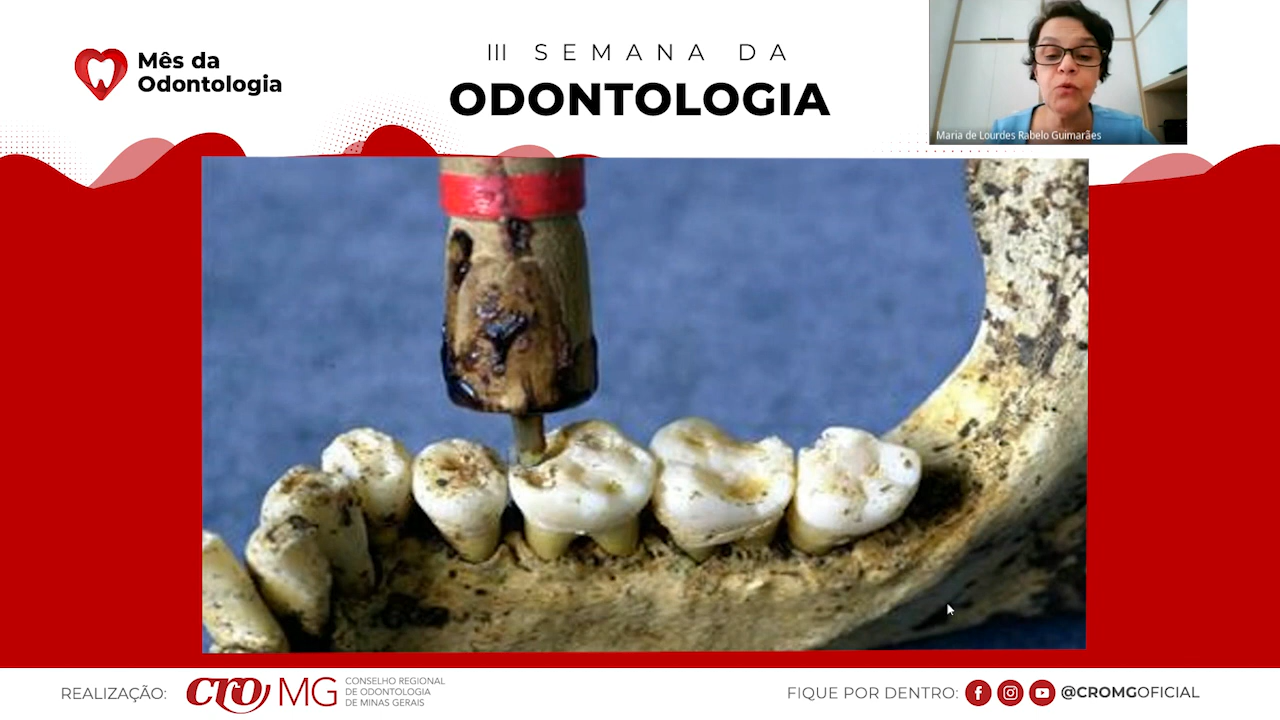 Mês da
Odontologia
III SEMANA DA
ODONTOLOGIA
Maria de Lourdes Rabelo Guimarães
REALIZAÇÃO:
CRO MG
CONSELHO REGIONAL
DE ODONTOLOGIA
DE MINAS GERAIS
FIQUE POR DENTRO:
@CROMGOFICIAL